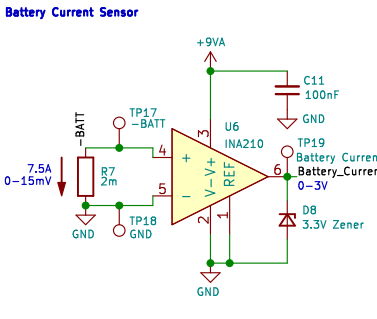 Battery Current Sensor
+9VA
C11
100nF
GND
TP17
-BATT
-BATT
U6
INA210
3
4
+
V+
TP19
Battery Curren
Battery_Curre
6
0-3V
7.5A
0-15mV
R7
2m
5
-
V-
REF
2
1
D8
3.3V Zener
GND
TP18
GND
GND